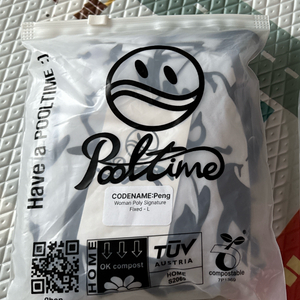 Have a POOLTIME :)
Pooltime
CODENAME:Peng
Woman Poly Signature
Fixed - L
HOME
OK compost
TÜV
AUSTRIA
HOME
compostable